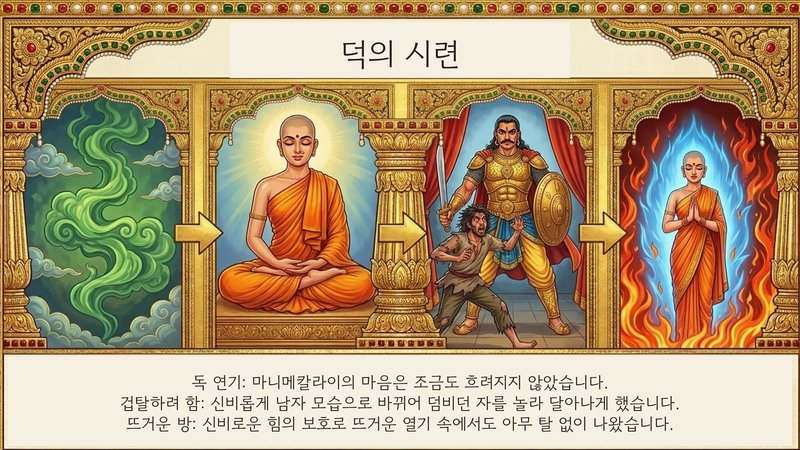 덕의 시련
독 연기: 마니메칼라이의 마음은 조금도 흐려지지 않았습니다.
겁탈하려 함: 신비롭게 남자 모습으로 바뀌어 덤비던 자를 놀라 달아나게 했습니다.
뜨거운 방: 신비로운 힘의 보호로 뜨거운 열기 속에서도 아무 탈 없이 나왔습니다.